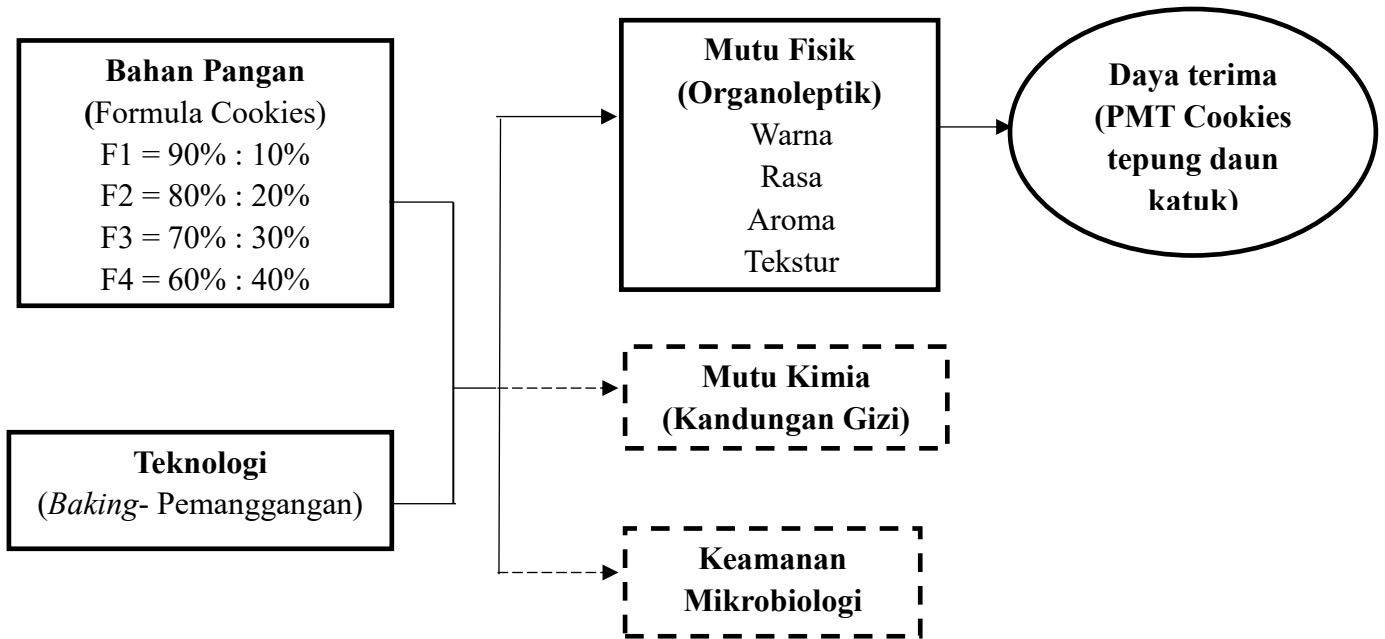 Bahan Pangan
(Formula Cookies)
F1 = 90% : 10%
F2 = 80% : 20%
F3 = 70% : 30%
F4 = 60% : 40%
Teknologi
(Baking- Pemanggangan)
Mutu Fisik
(Organoleptik)
Warna
Rasa
Aroma
Tekstur
Mutu Kimia
(Kandungan Gizi)
Keamanan
Mikrobiologi
Daya terima
(PMT Cookies
tepung daun
katuk)